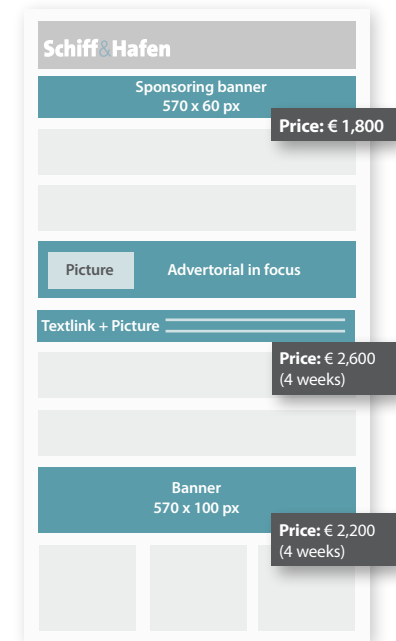 Schiff&Hafen
Sponsoring banner
570 x 60 px
Price: € 1,800
Picture
Advertorial in focus
Textlink + Picture
Price: € 2,600
(4 weeks)
Banner
570 x 100 px
Price: € 2,200
(4 weeks)